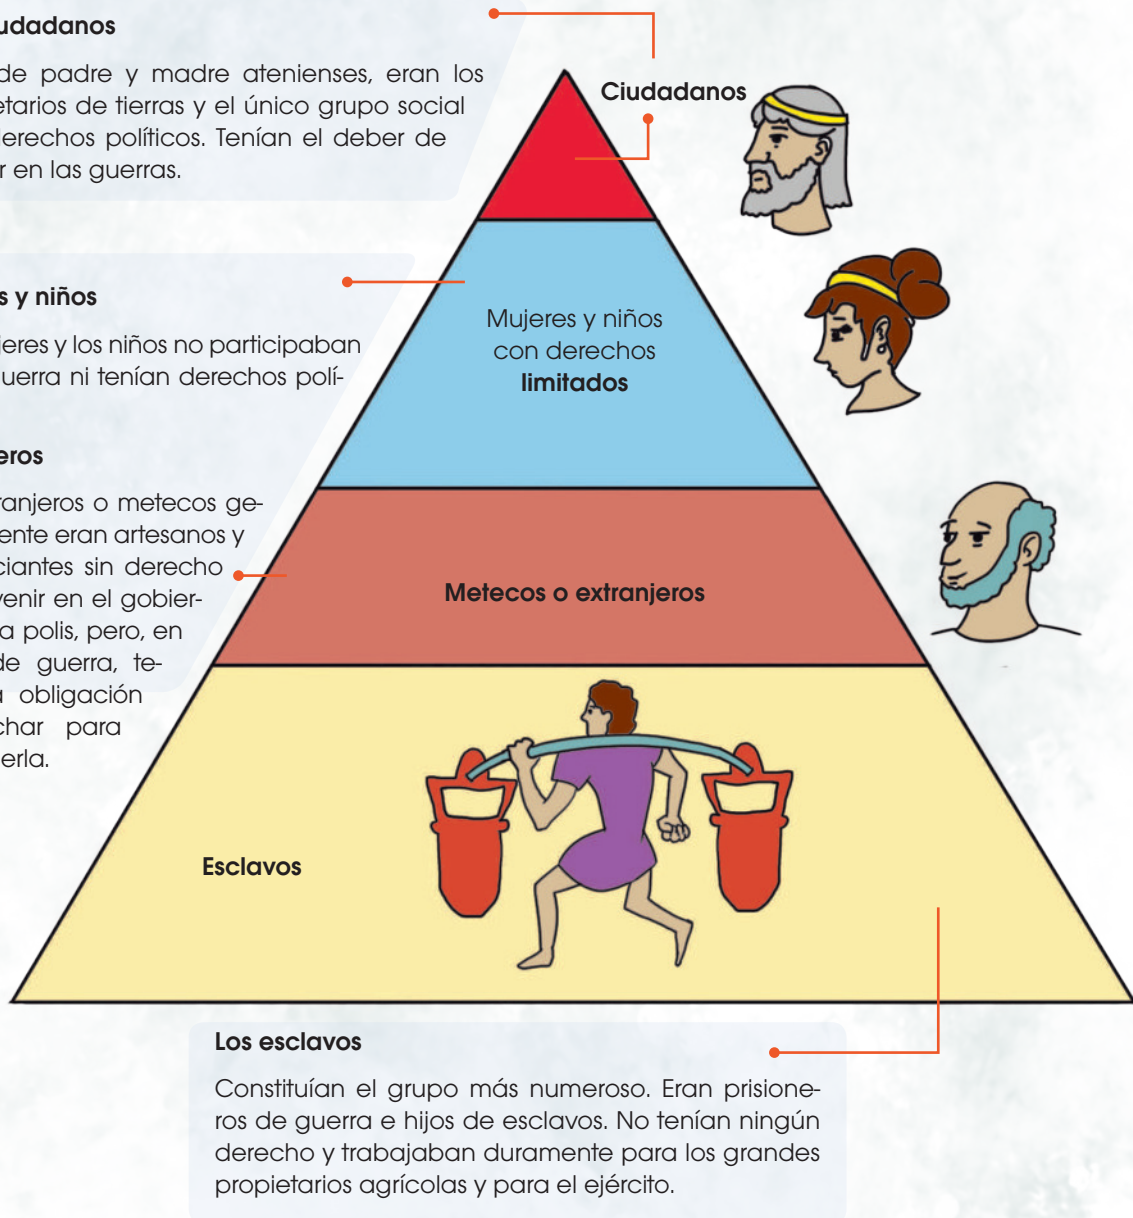 udadanos
de padre y madre atenienses, eran los
etarios de tierras y el único grupo social
derechos políticos. Tenían el deber de
r en las guerras.
Ciudadanos
s y niños
jeres y los niños no participaban
uerra ni tenían derechos polí-
Mujeres y niños
con derechos
limitados
eros
ranjeros o metecos ge-
ente eran artesanos y
ciantes sin derecho
venir en el gobier-
a polis, pero, en
de guerra, te-
a obligación
char para
erla.
Metecos o extranjeros
Esclavos
Los esclavos
Constituían el grupo más numeroso. Eran prisione-
ros de guerra e hijos de esclavos. No tenían ningún
derecho y trabajaban duramente para los grandes
propietarios agrícolas y para el ejército.